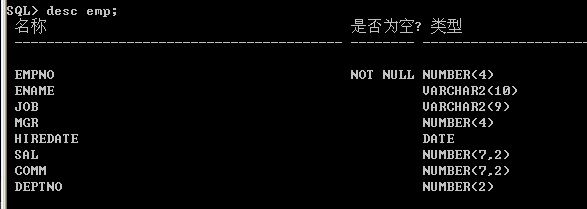 SQL> desc emp;
名称 是否为空? 类型
----------------------------------------- -------- ----------------------------
EMPNO NOT NULL NUMBER(4)
ENAME VARCHAR2(10)
JOB VARCHAR2(9)
MGR NUMBER(4)
HIREDATE DATE
SAL NUMBER(7,2)
COMM NUMBER(7,2)
DEPTNO NUMBER(2)